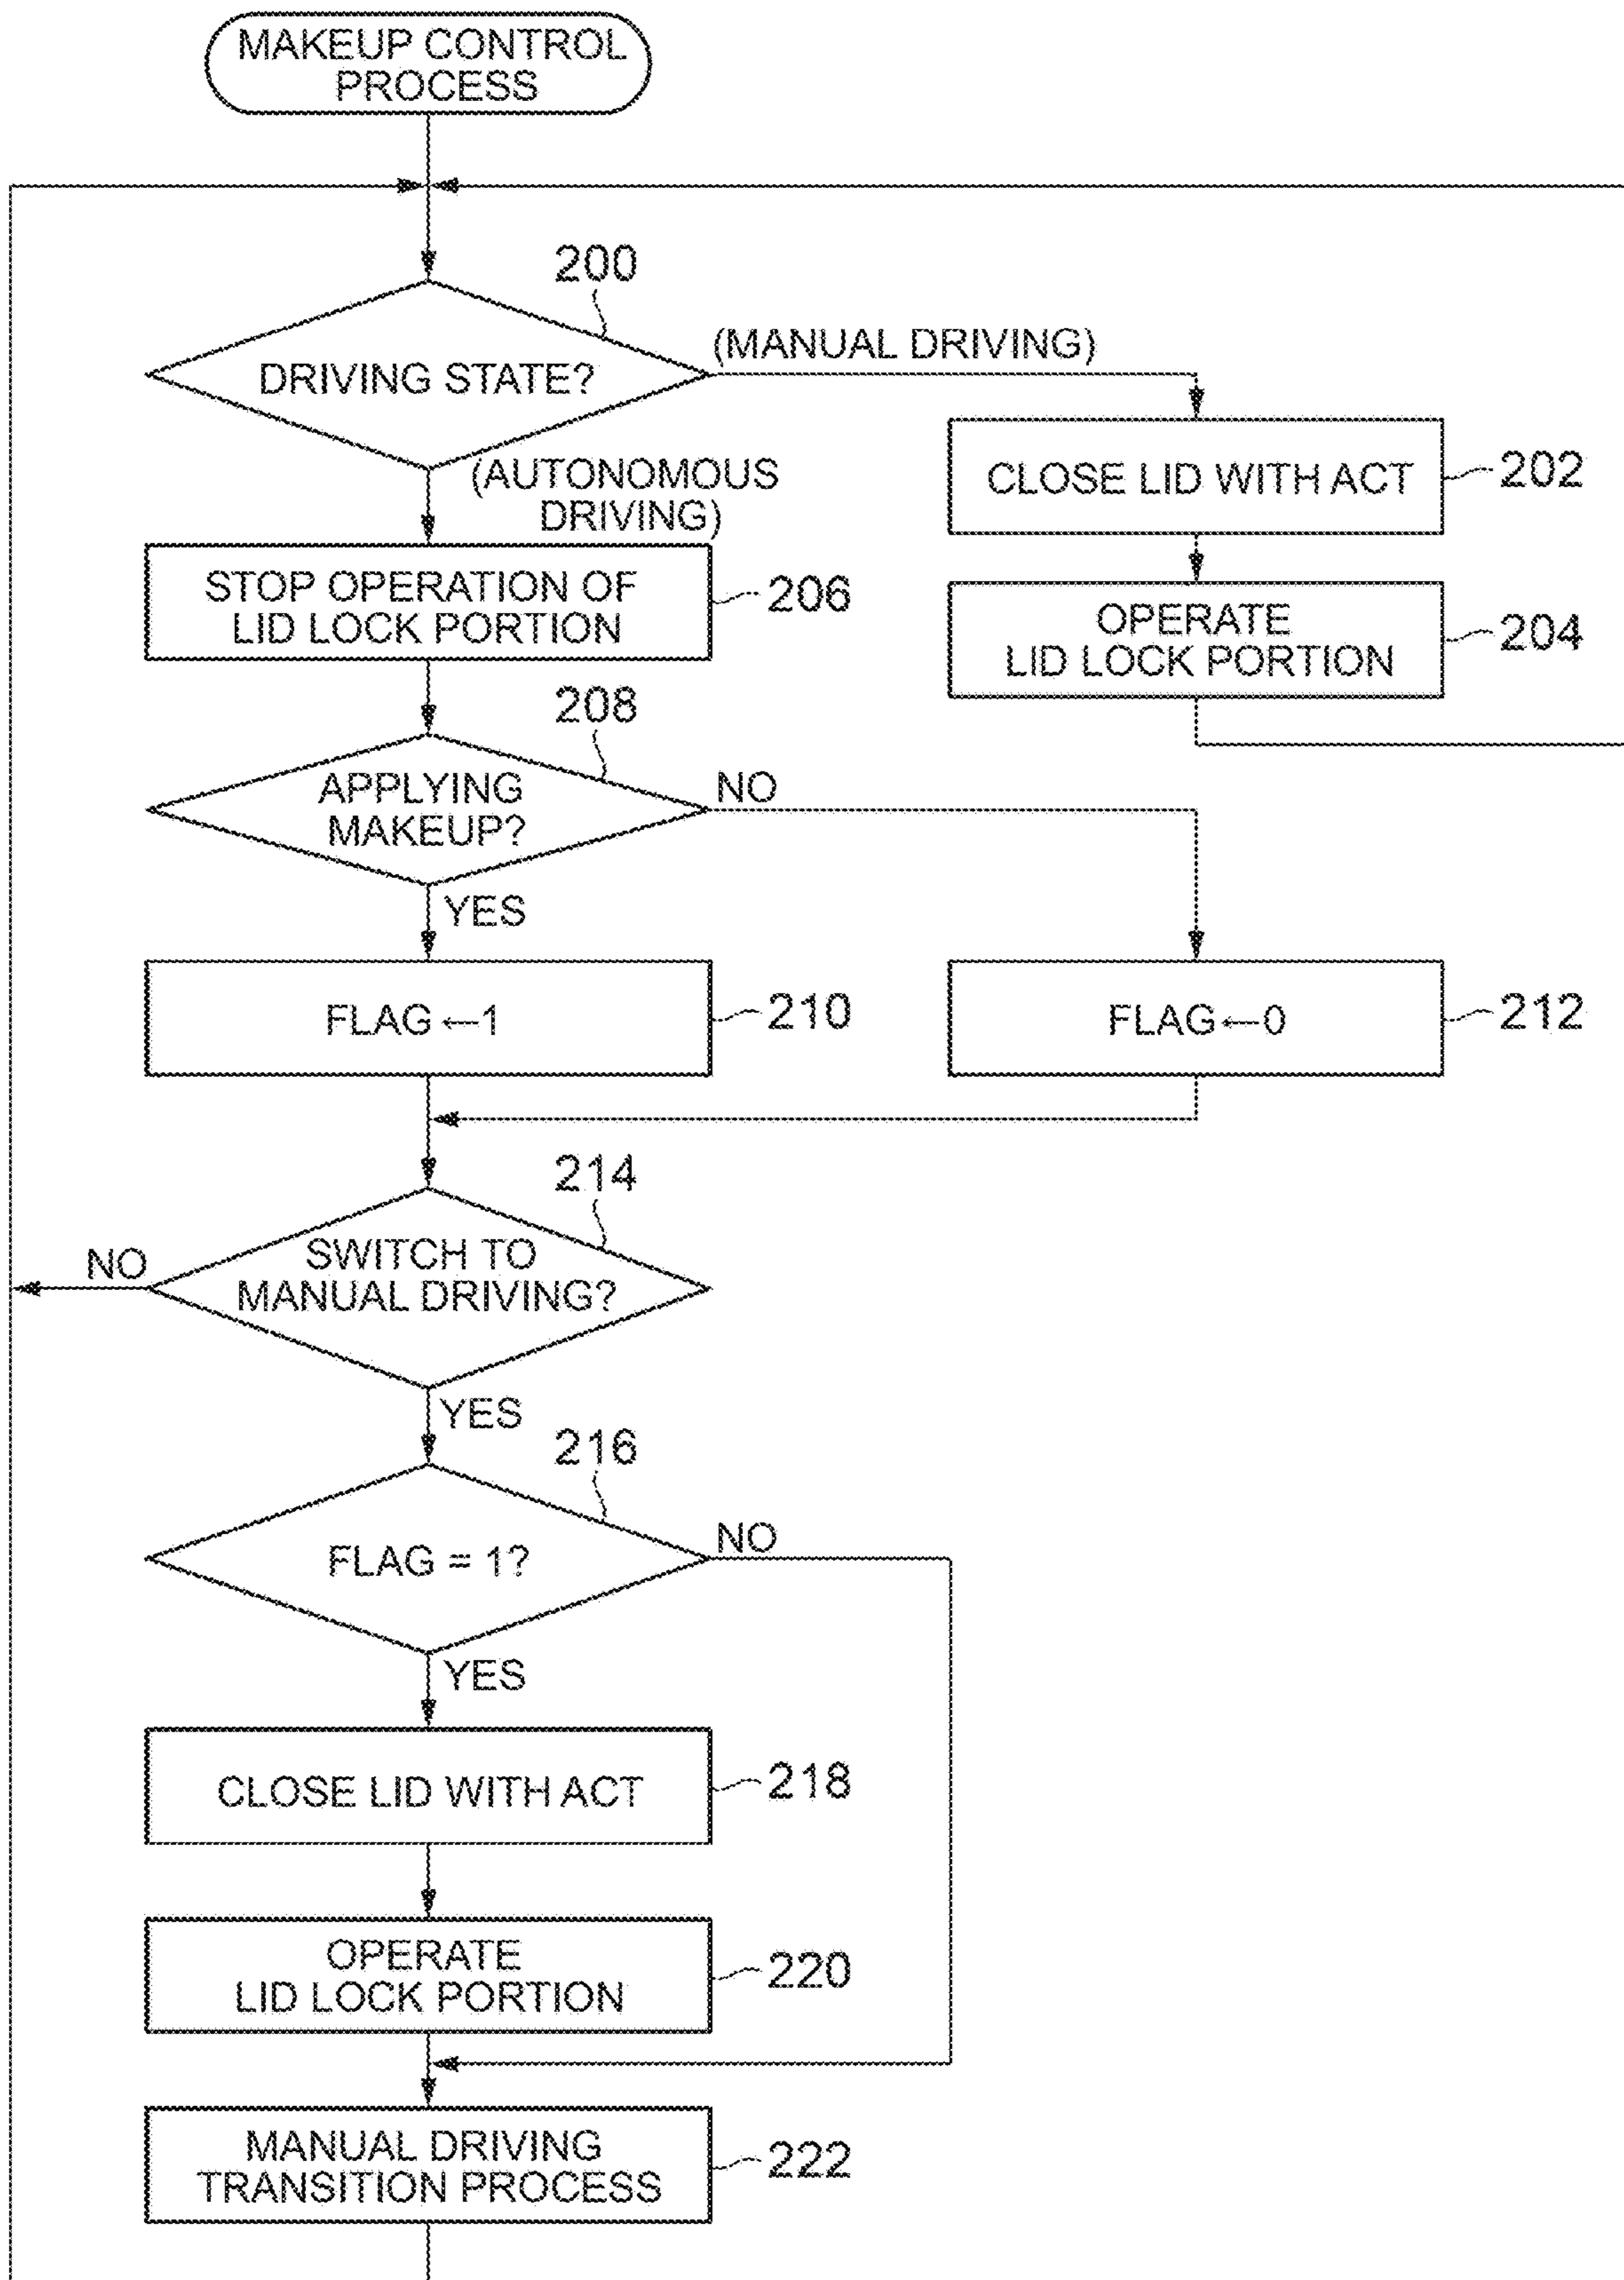 MAKEUP CONTROL
PROCESS
200
DRIVING STATE?
(MANUAL DRIVING)
(AUTONOMOUS
DRIVING)
CLOSE LID WITH ACT
202
STOP OPERATION OF
LID LOCK PORTION
206
OPERATE
LID LOCK PORTION
204
208
APPLYING
MAKEUP?
NO
YES
FLAG←1
210
FLAG←0
212
214
SWITCH TO
MANUAL DRIVING?
NO
YES
216
FLAG = 1?
NO
YES
CLOSE LID WITH ACT
218
OPERATE
LID LOCK PORTION
220
MANUAL DRIVING
TRANSITION PROCESS
222